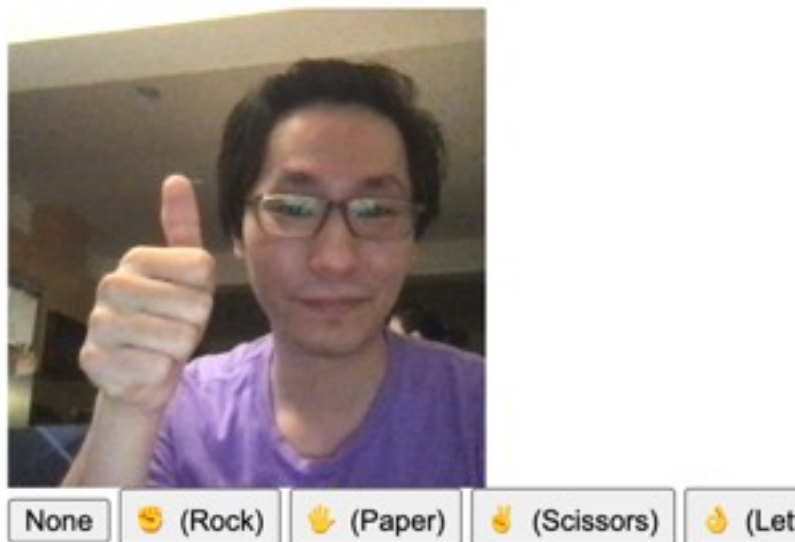 None ✊ (Rock) 🖐 (Paper) ✌ (Scissors) 👌 (Let